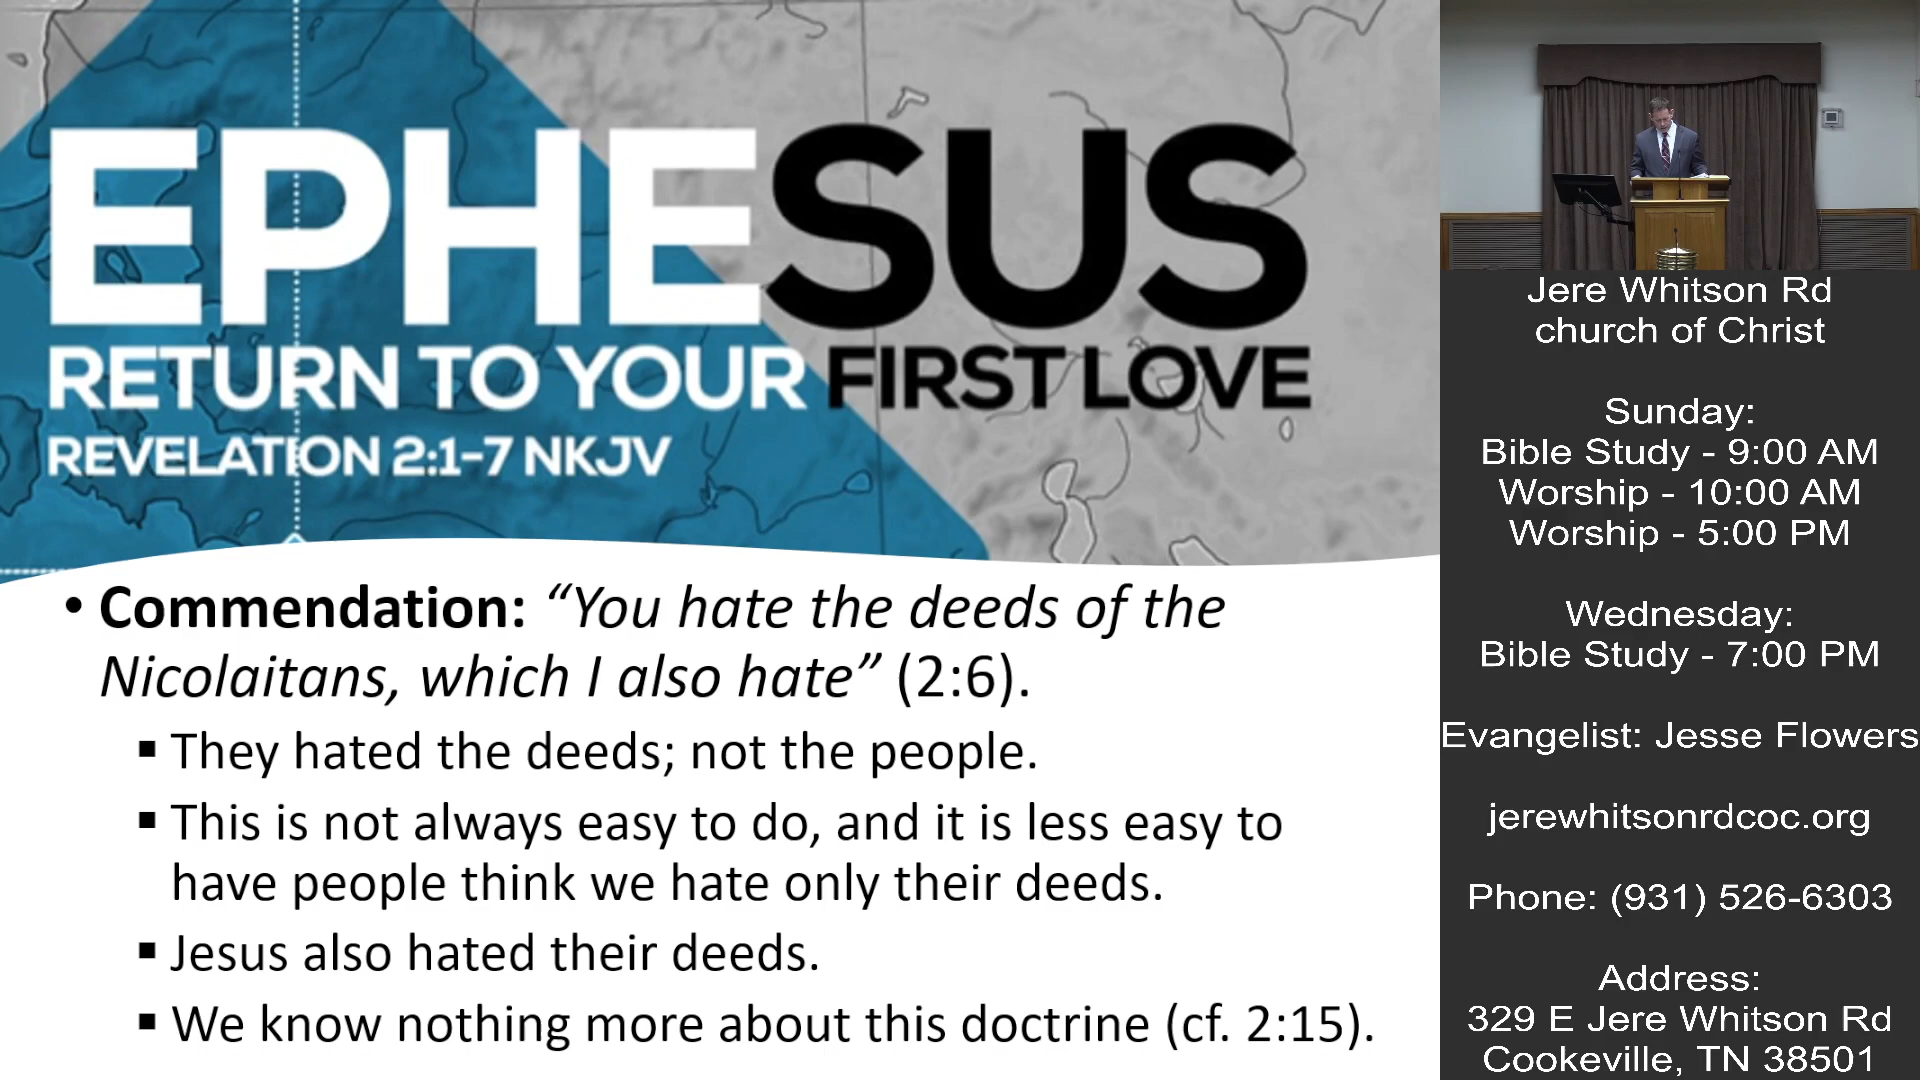 EPHESUS
RETURN TO YOUR FIRST LOVE
REVELATION 2:1-7 NKJV
• Commendation: “You hate the deeds of the
Nicolaitans, which I also hate” (2:6).
▪ They hated the deeds; not the people.
▪ This is not always easy to do, and it is less easy to
have people think we hate only their deeds.
▪ Jesus also hated their deeds.
▪ We know nothing more about this doctrine (cf. 2:15).
Jere Whitson Rd
church of Christ
Sunday:
Bible Study - 9:00 AM
Worship - 10:00 AM
Worship - 5:00 PM
Wednesday:
Bible Study - 7:00 PM
Evangelist: Jesse Flowers
jerewhitsonrdcoc.org
Phone: (931) 526-6303
Address:
329 E Jere Whitson Rd
Cookeville, TN 38501